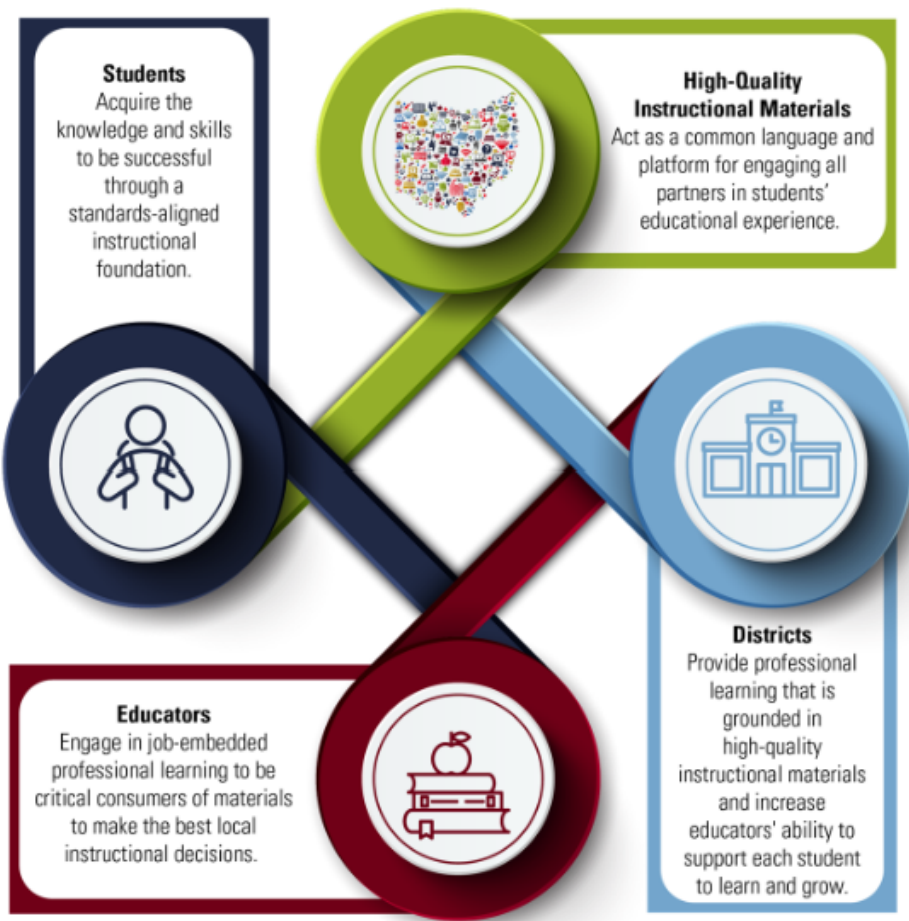 Students
Acquire the
knowledge and skills
to be successful
through a
standards-aligned
instructional
foundation.
High-Quality
Instructional Materials
Act as a common language and
platform for engaging all
partners in students'
educational experience.
Educators
Engage in job-embedded
professional learning to be
critical consumers of materials
to make the best local
instructional decisions.
Districts
Provide professional
learning that is
grounded in
high-quality
instructional materials
and increase
educators' ability to
support each student
to learn and grow.